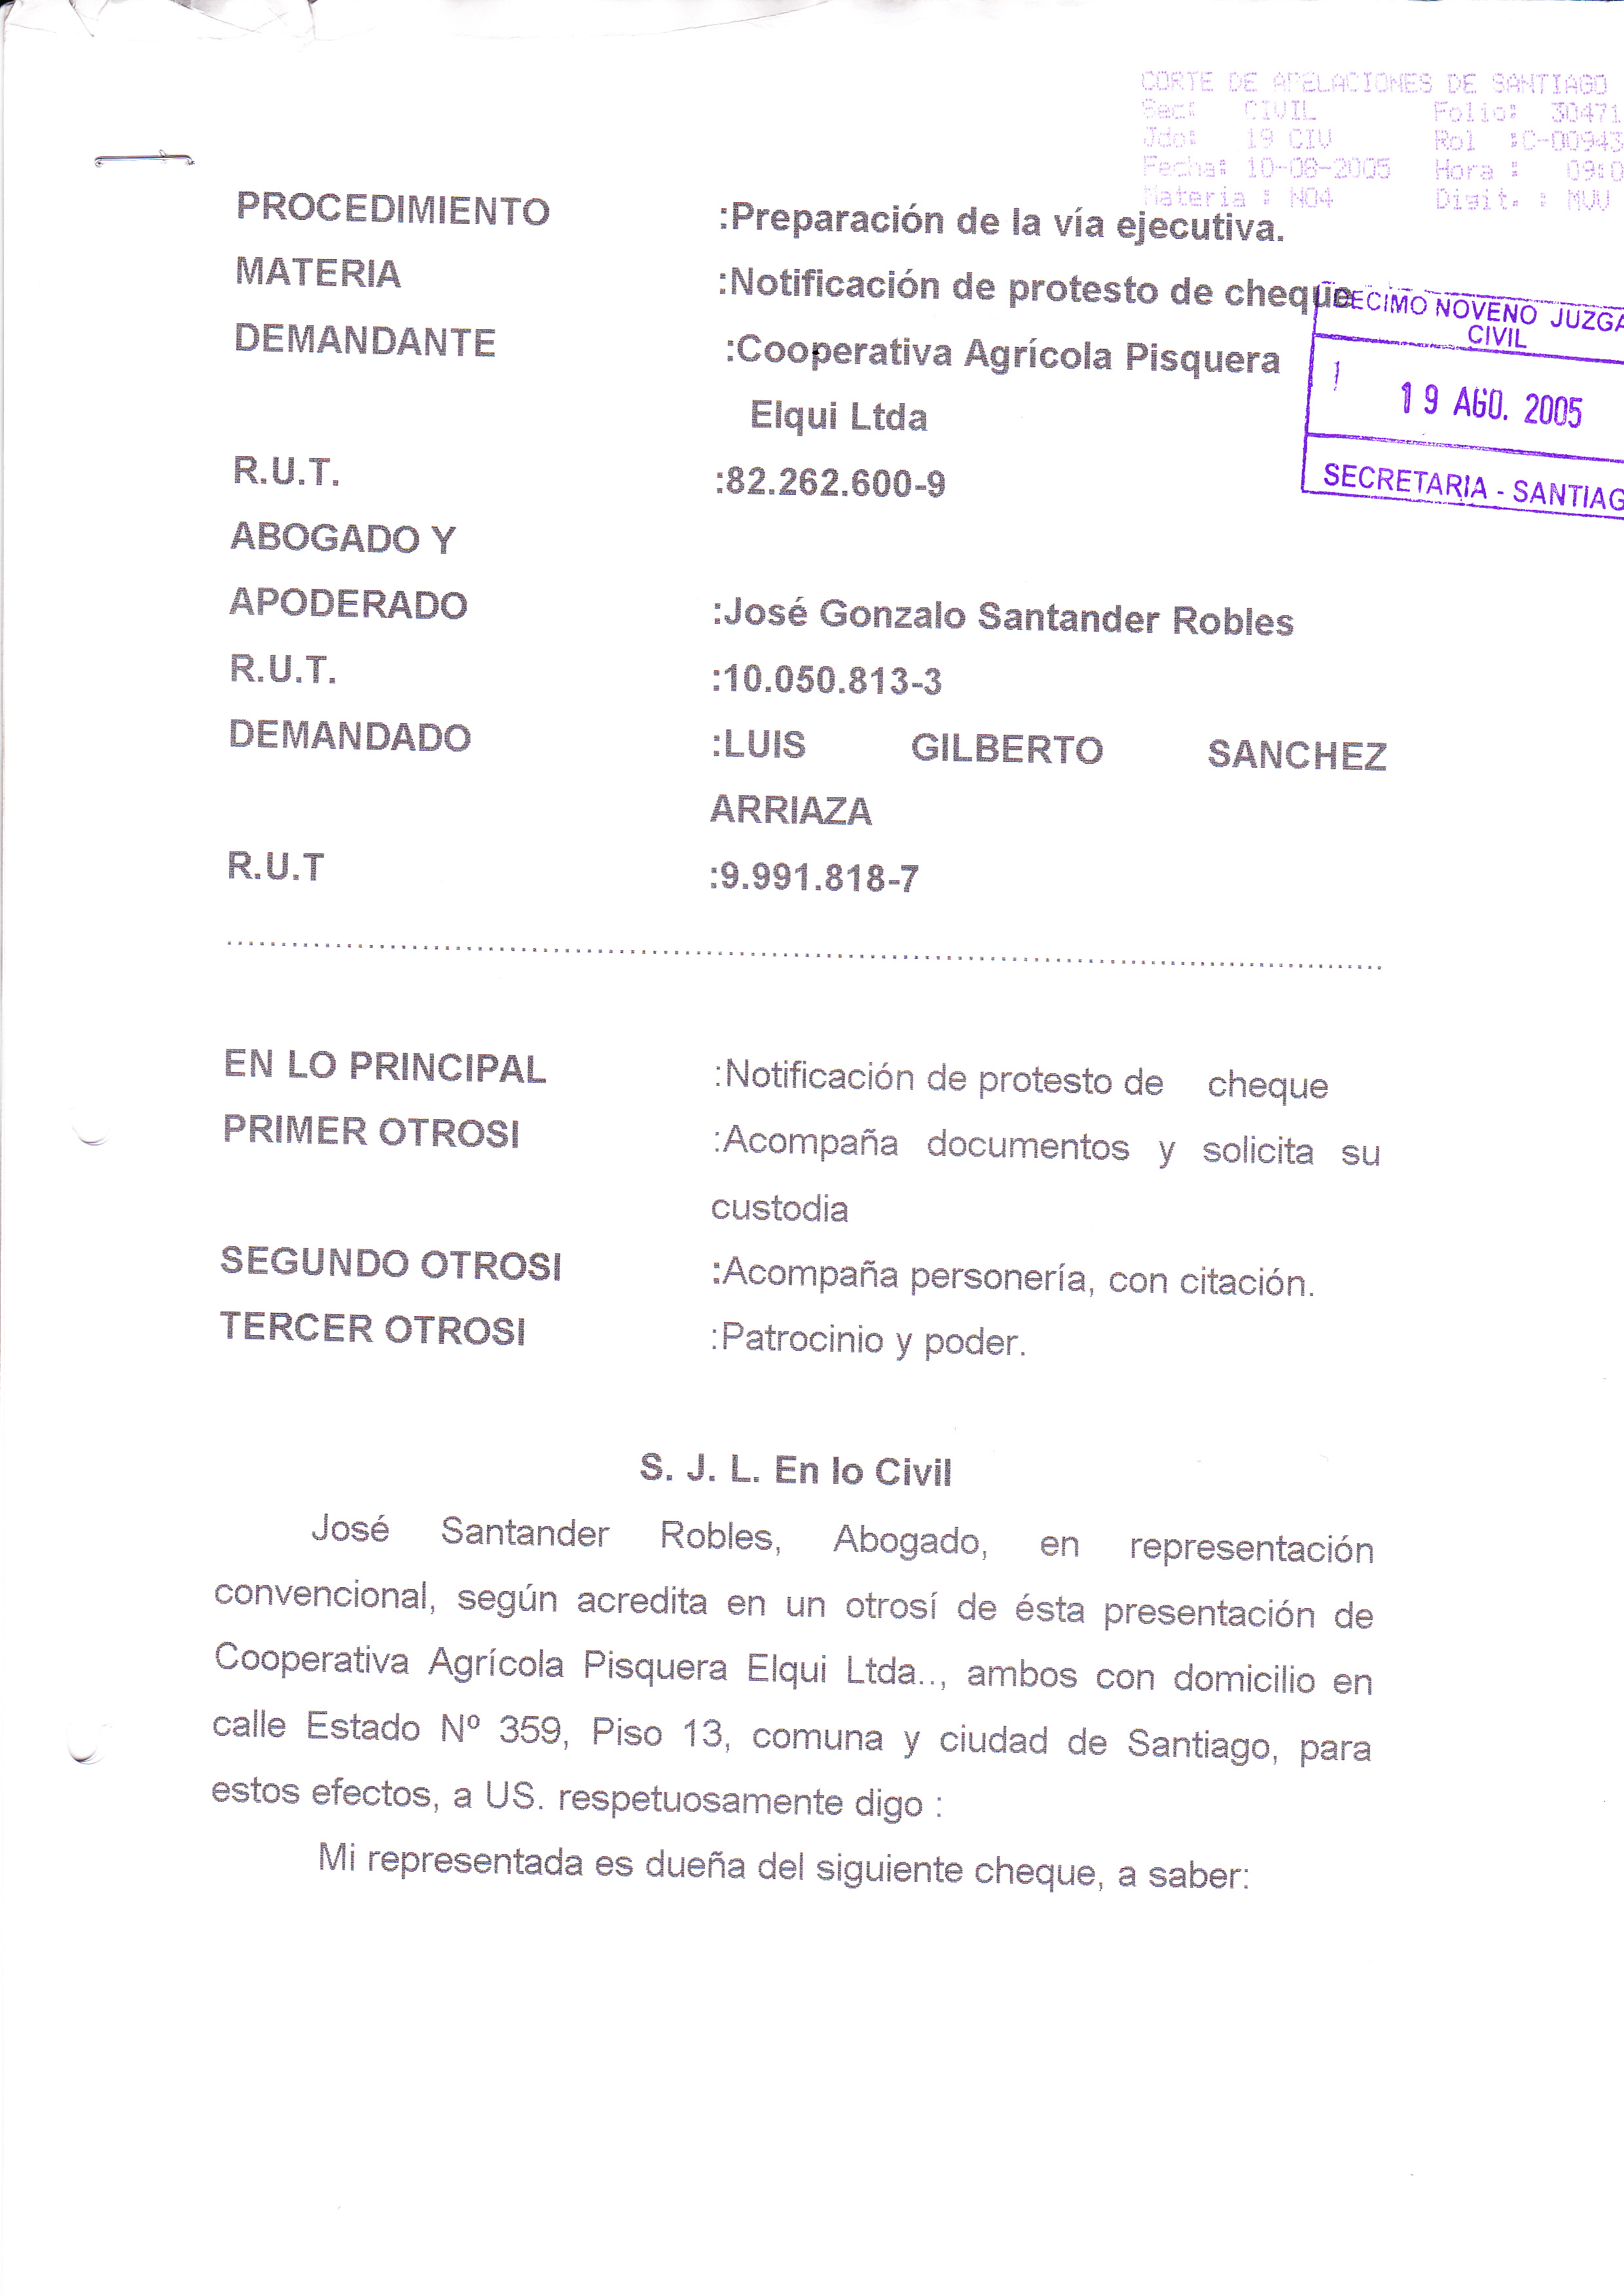 CORTE DE APELACIONES DE SANTIAGO
Sec: CIVIL Folio: 30471
Jdo: 19 CIV Rol :C-00943
Fecha: 10-08-2005 Hora : 09:0
Materia : N04 Digit. : MVV
PROCEDIMIENTO :Preparación de la vía ejecutiva.
MATERIA :Notificación de protesto de cheque
DECIMO NOVENO JUZGA
CIVIL
19 AGO. 2005
SECRETARIA - SANTIAG
DEMANDANTE :Cooperativa Agrícola Pisquera
Elqui Ltda
R.U.T. :82.262.600-9
ABOGADO Y
APODERADO :José Gonzalo Santander Robles
R.U.T. :10.050.813-3
DEMANDADO :LUIS GILBERTO SANCHEZ
ARRIAZA
R.U.T :9.991.818-7
EN LO PRINCIPAL :Notificación de protesto de cheque
PRIMER OTROSI :Acompaña documentos y solicita su
custodia
SEGUNDO OTROSI :Acompaña personería, con citación.
TERCER OTROSI :Patrocinio y poder.
S. J. L. En lo Civil
José Santander Robles, Abogado, en representación
convencional, según acredita en un otrosí de ésta presentación de
Cooperativa Agrícola Pisquera Elqui Ltda.., ambos con domicilio en
calle Estado Nº 359, Piso 13, comuna y ciudad de Santiago, para
estos efectos, a US. respetuosamente digo :
Mi representada es dueña del siguiente cheque, a saber: